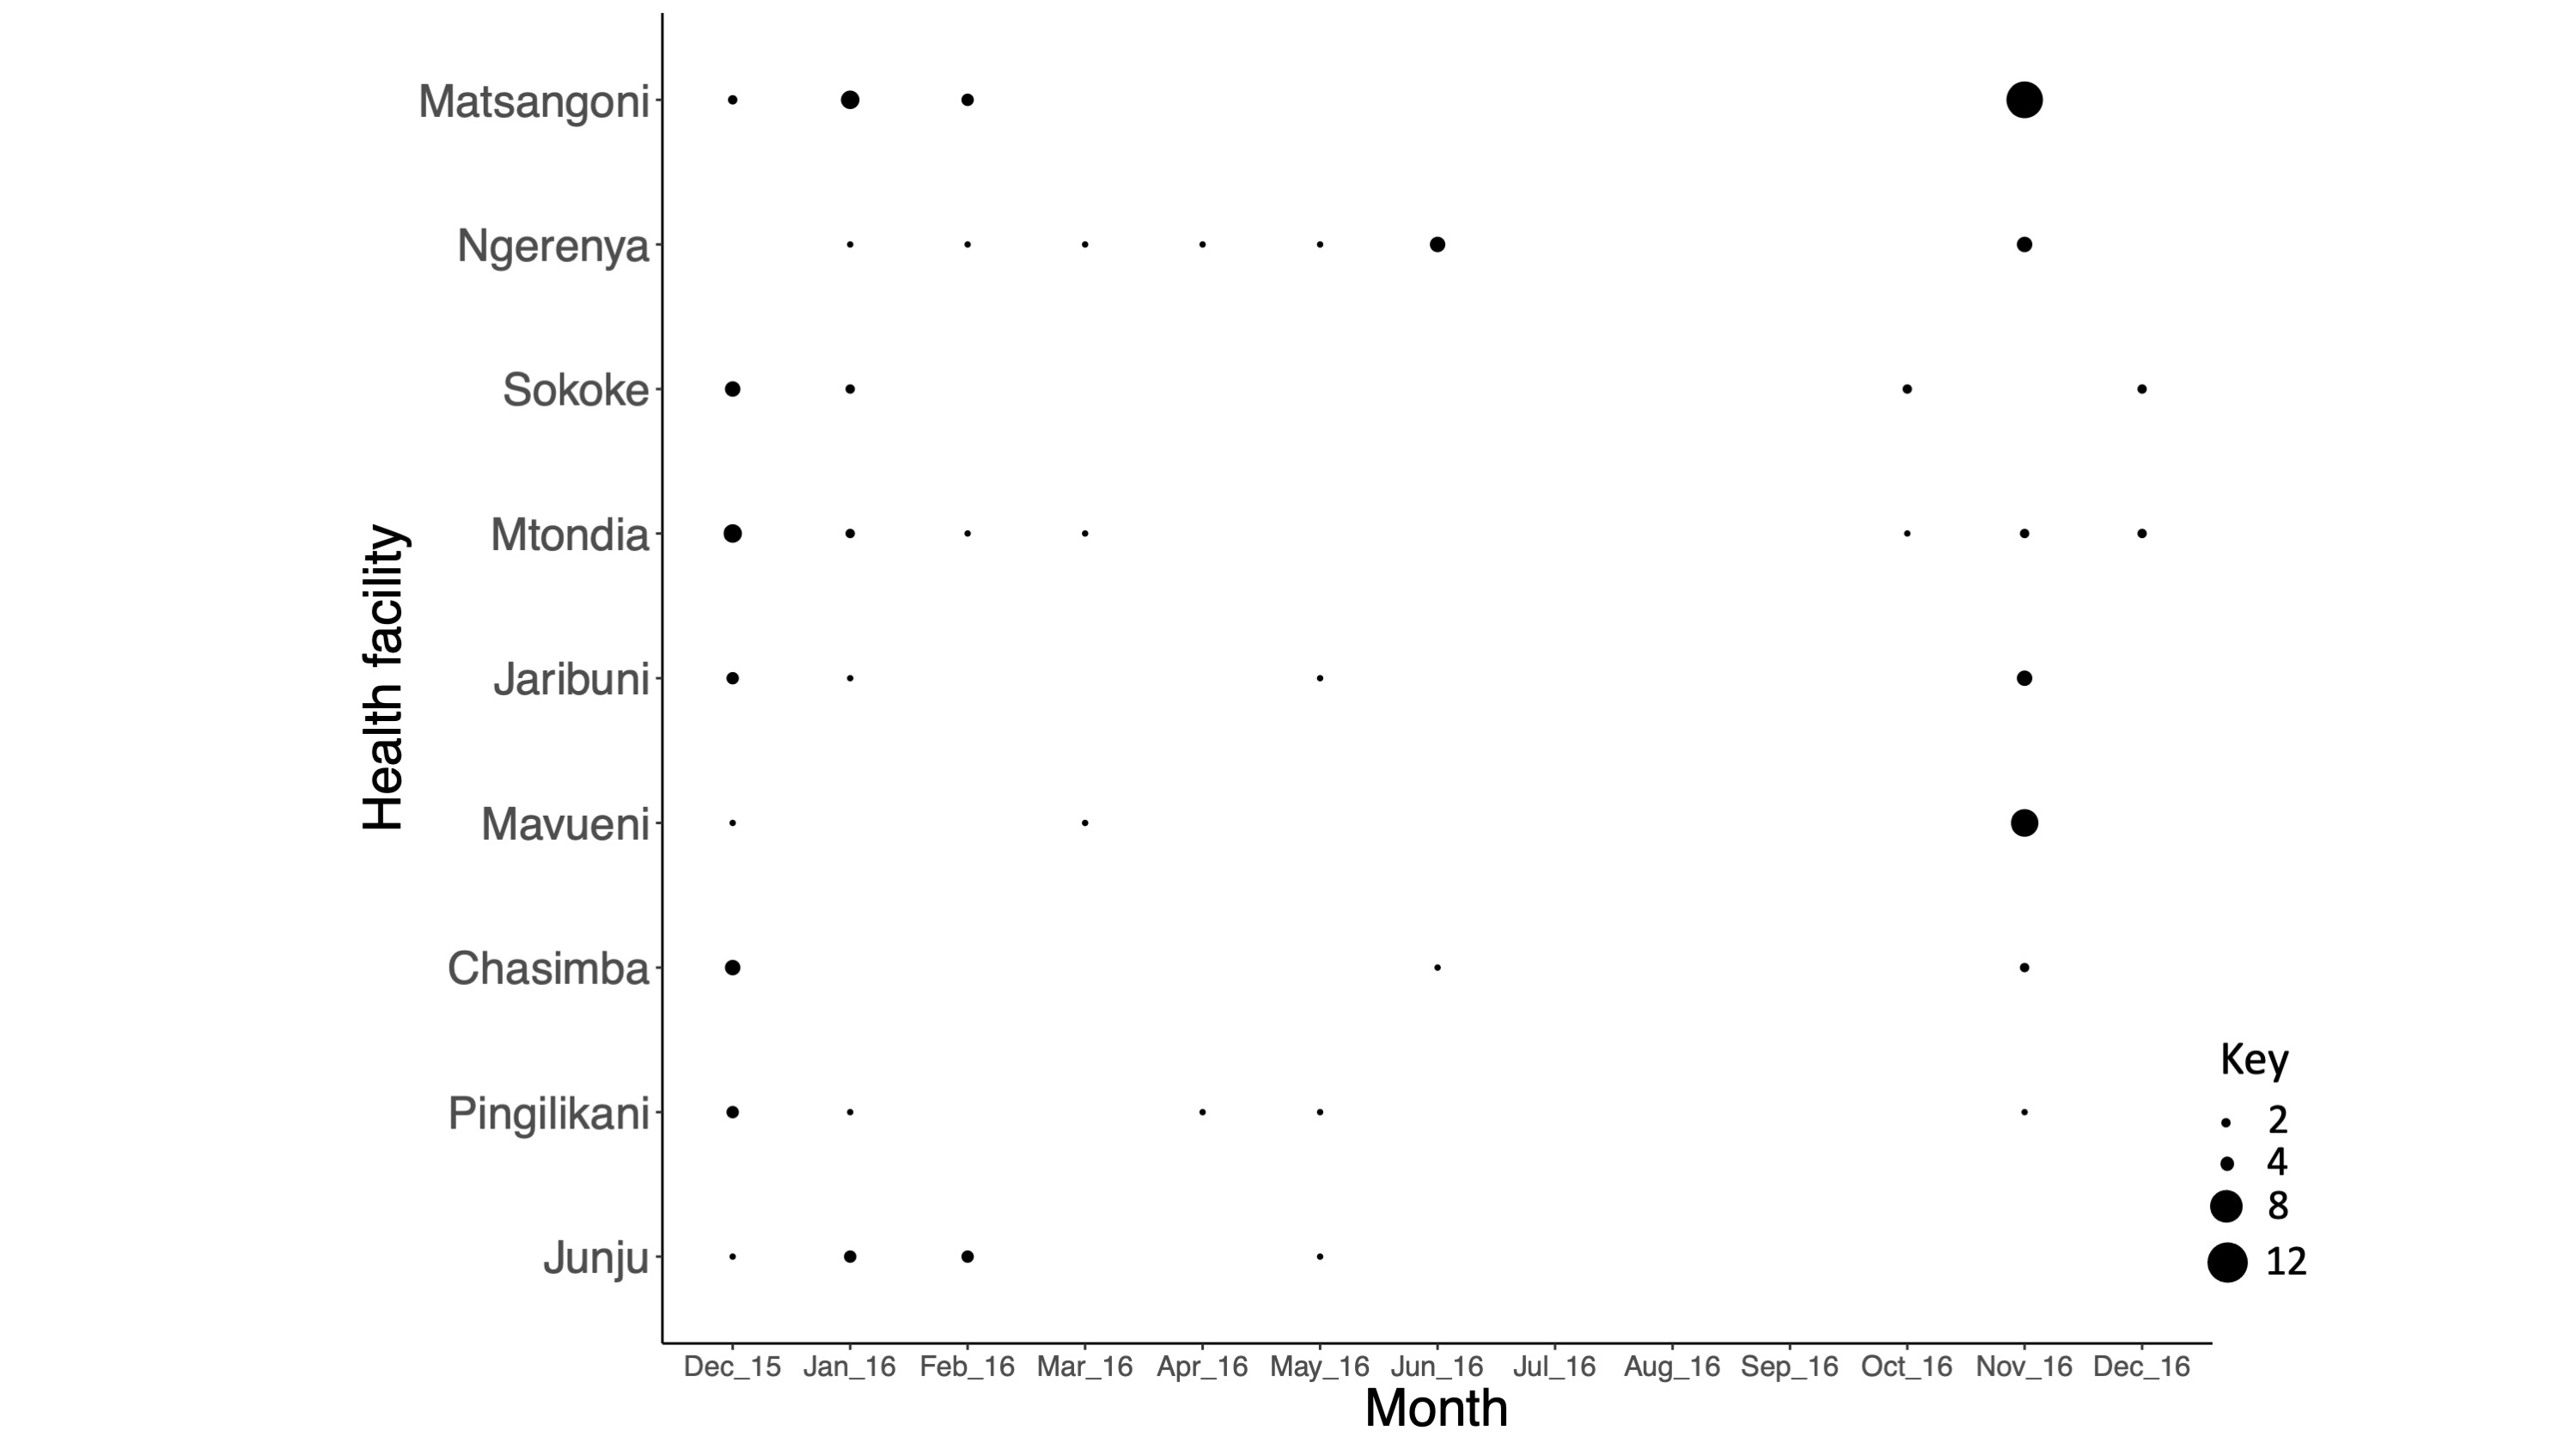 Matsangoni
Ngerenya
Sokoke
Mtondia
Jaribuni
Mavueni
Chasimba
Pingilikani
Junju
Health facility
Dec_15 Jan_16 Feb_16 Mar_16 Apr_16 May_16 Jun_16 Jul_16 Aug_16 Sep_16 Oct_16 Nov_16 Dec_16
Month
Key
2
4
8
12